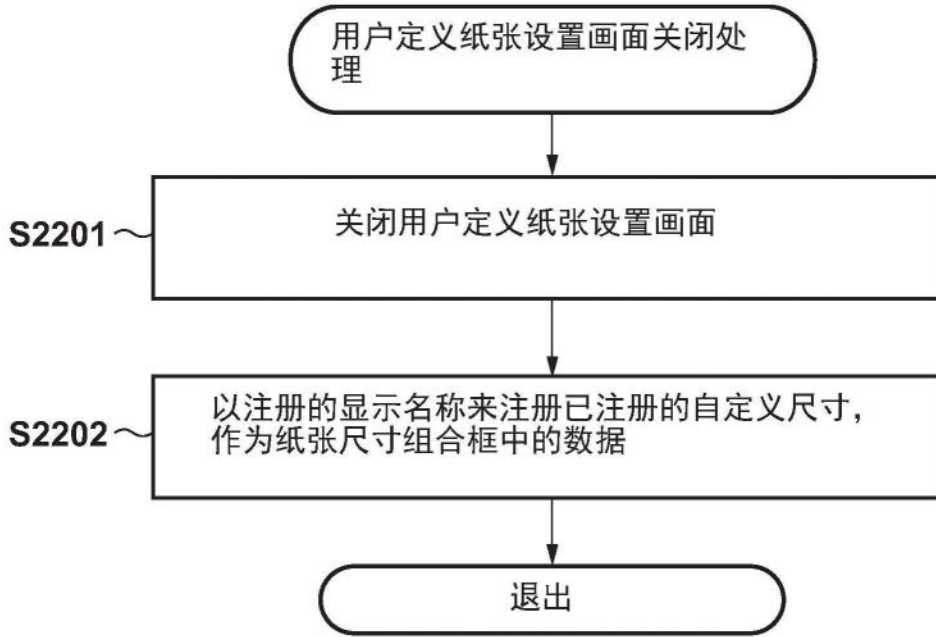 用户定义纸张设置画面关闭处
理
S2201
关闭用户定义纸张设置画面
S2202
以注册的显示名称来注册已注册的自定义尺寸，
作为纸张尺寸组合框中的数据
退出